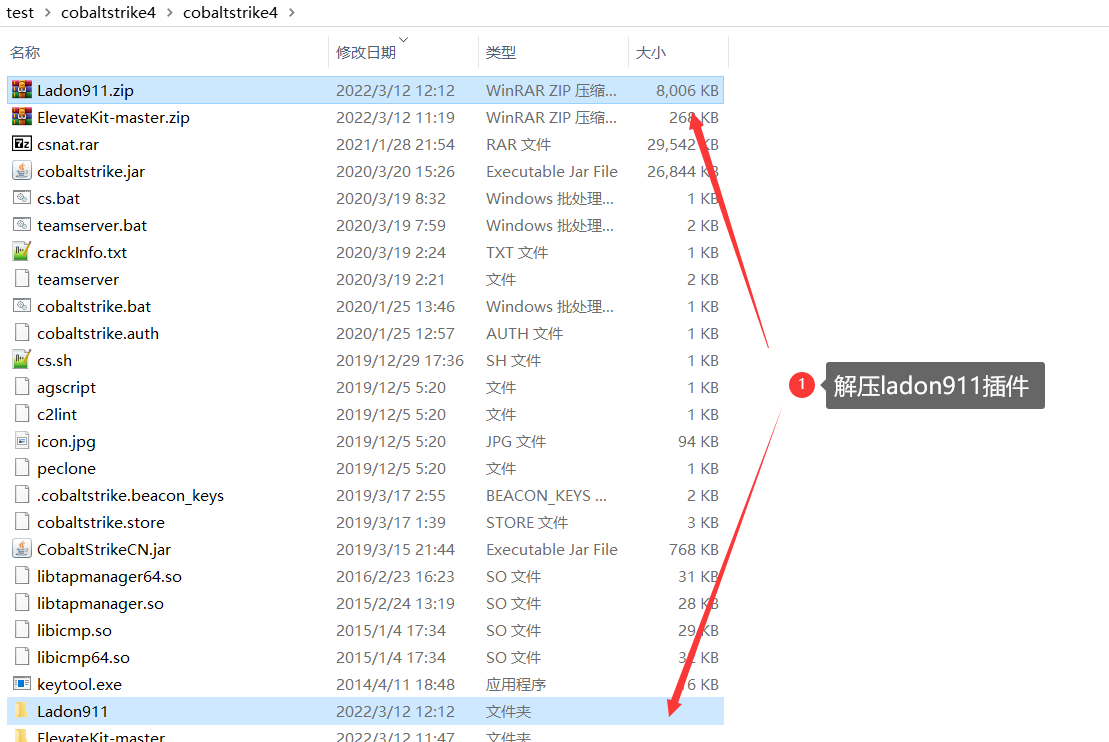 test > cobaltstrike4 > cobaltstrike4 >
名称 修改日期 类型 大小
Ladon911.zip 2022/3/12 12:12 WinRAR ZIP 压缩... 8,006 KB
ElevateKit-master.zip 2022/3/12 11:19 WinRAR ZIP 压缩... 268 KB
csnat.rar 2021/1/28 21:54 RAR 文件 29,542 KB
cobaltstrike.jar 2020/3/20 15:26 Executable Jar File 26,844 KB
cs.bat 2020/3/19 8:32 Windows 批处理... 1 KB
teamserver.bat 2020/3/19 7:59 Windows 批处理... 2 KB
crackInfo.txt 2020/3/19 2:24 TXT 文件 1 KB
teamserver 2020/3/19 2:21 文件 2 KB
cobaltstrike.bat 2020/1/25 13:46 Windows 批处理... 1 KB
cobaltstrike.auth 2020/1/25 12:57 AUTH 文件 1 KB
cs.sh 2019/12/29 17:36 SH 文件 1 KB
1 解压ladon911插件
agscript 2019/12/5 5:20 文件 1 KB
c2lint 2019/12/5 5:20 文件 1 KB
icon.jpg 2019/12/5 5:20 JPG 文件 94 KB
peclone 2019/12/5 5:20 文件 1 KB
.cobaltstrike.beacon_keys 2019/3/17 2:55 BEACON_KEYS ... 2 KB
cobaltstrike.store 2019/3/17 1:39 STORE 文件 3 KB
CobaltStrikeCN.jar 2019/3/15 21:44 Executable Jar File 768 KB
libtapmanager64.so 2016/2/23 16:23 SO 文件 31 KB
libtapmanager.so 2015/2/24 13:19 SO 文件 28 KB
libicmp.so 2015/1/4 17:34 SO 文件 29 KB
libicmp64.so 2015/1/4 17:34 SO 文件 KB
keytool.exe 2014/4/11 18:48 应用程序 KB
Ladon911 2022/3/12 12:12 文件夹
ElevateKit-master 2022/3/12 11:47 文件夹